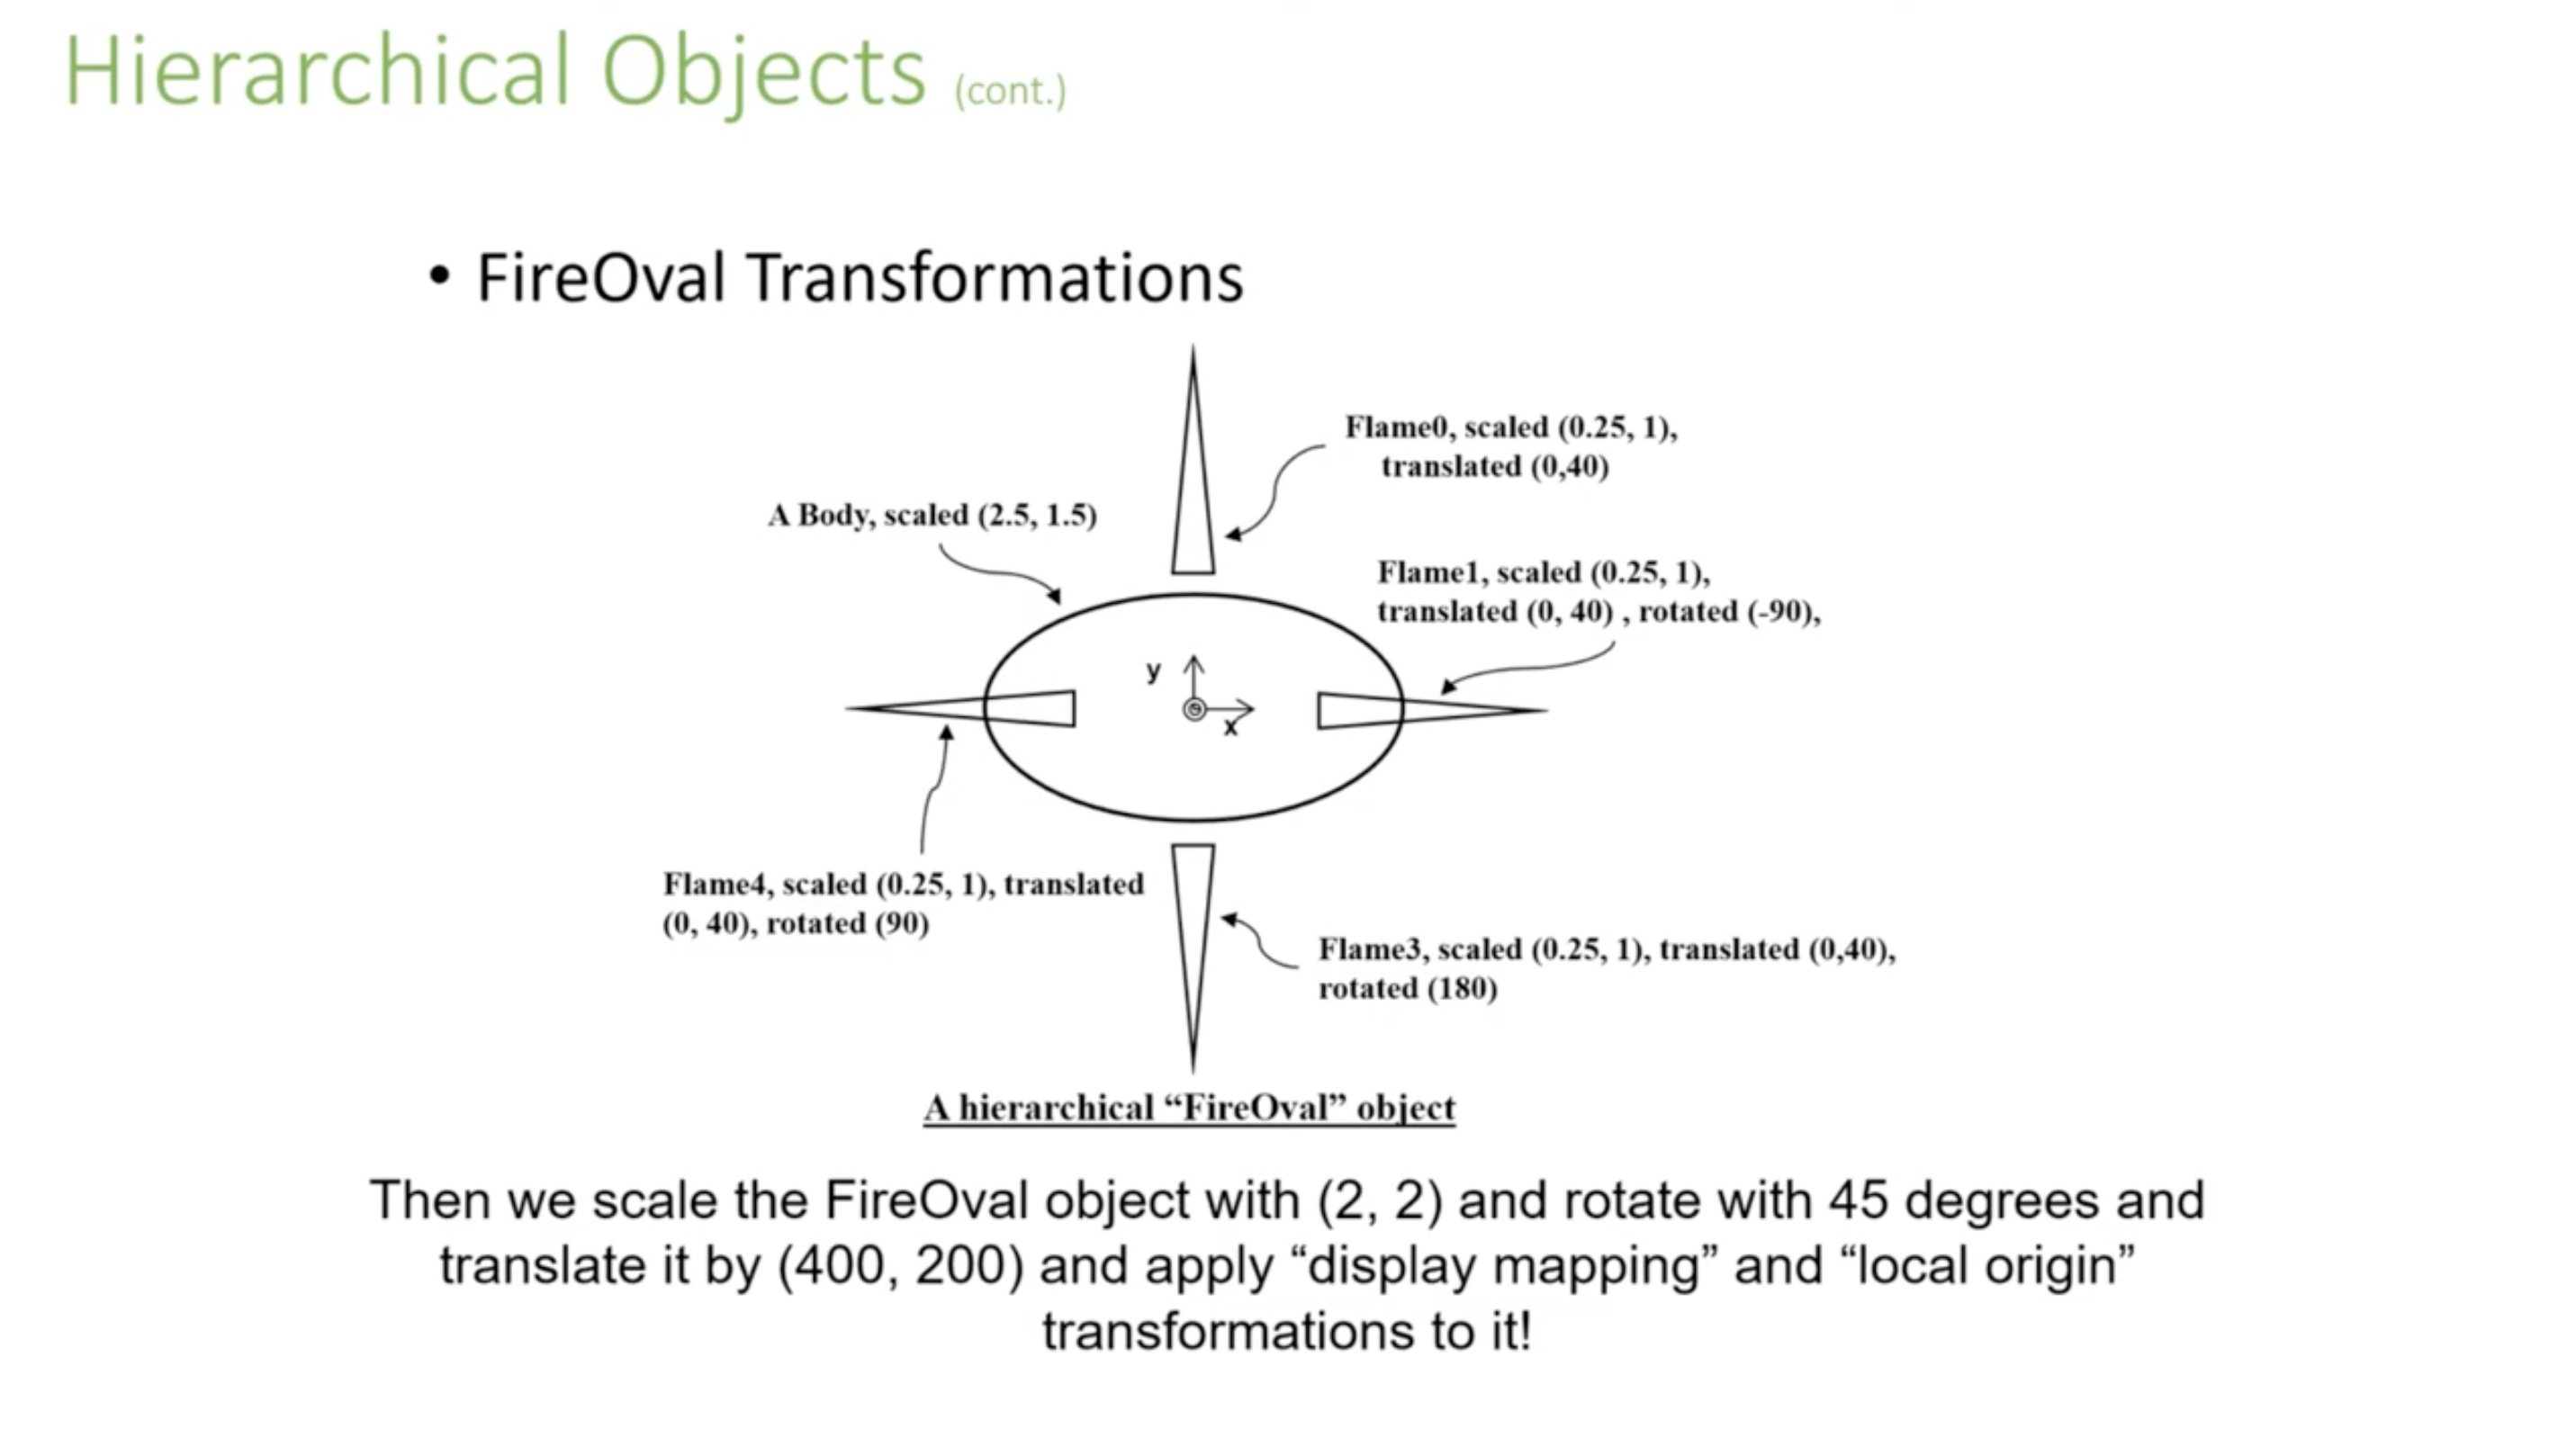 Hierarchical Objects (cont.)
• FireOval Transformations
Flame0, scaled (0.25, 1),
translated (0,40)
A Body, scaled (2.5, 1.5)
Flame1, scaled (0.25, 1),
translated (0, 40) , rotated (-90),
y
x
Flame4, scaled (0.25, 1), translated
(0, 40), rotated (90)
Flame3, scaled (0.25, 1), translated (0,40),
rotated (180)
A hierarchical “FireOval” object
Then we scale the FireOval object with (2, 2) and rotate with 45 degrees and
translate it by (400, 200) and apply “display mapping” and “local origin”
transformations to it!